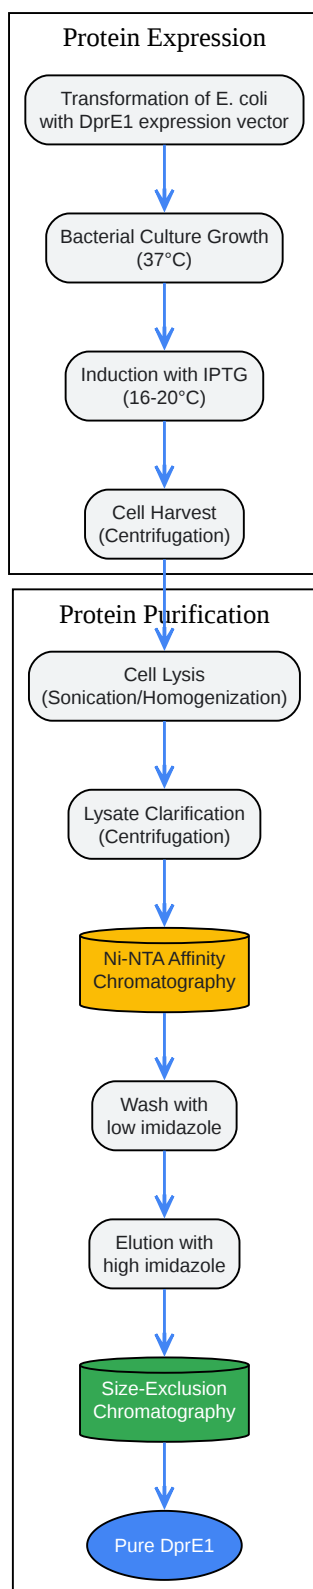 Protein Expression
Transformation of E. coli
with DprE1 expression vector
Bacterial Culture Growth
(37°C)
Induction with IPTG
(16-20°C)
Cell Harvest
(Centrifugation)
Protein Purification
Cell Lysis
(Sonication/Homogenization)
Lysate Clarification
(Centrifugation)
Ni-NTA Affinity
Chromatography
Wash with
low imidazole
Elution with
high imidazole
Size-Exclusion
Chromatography
Pure DprE1